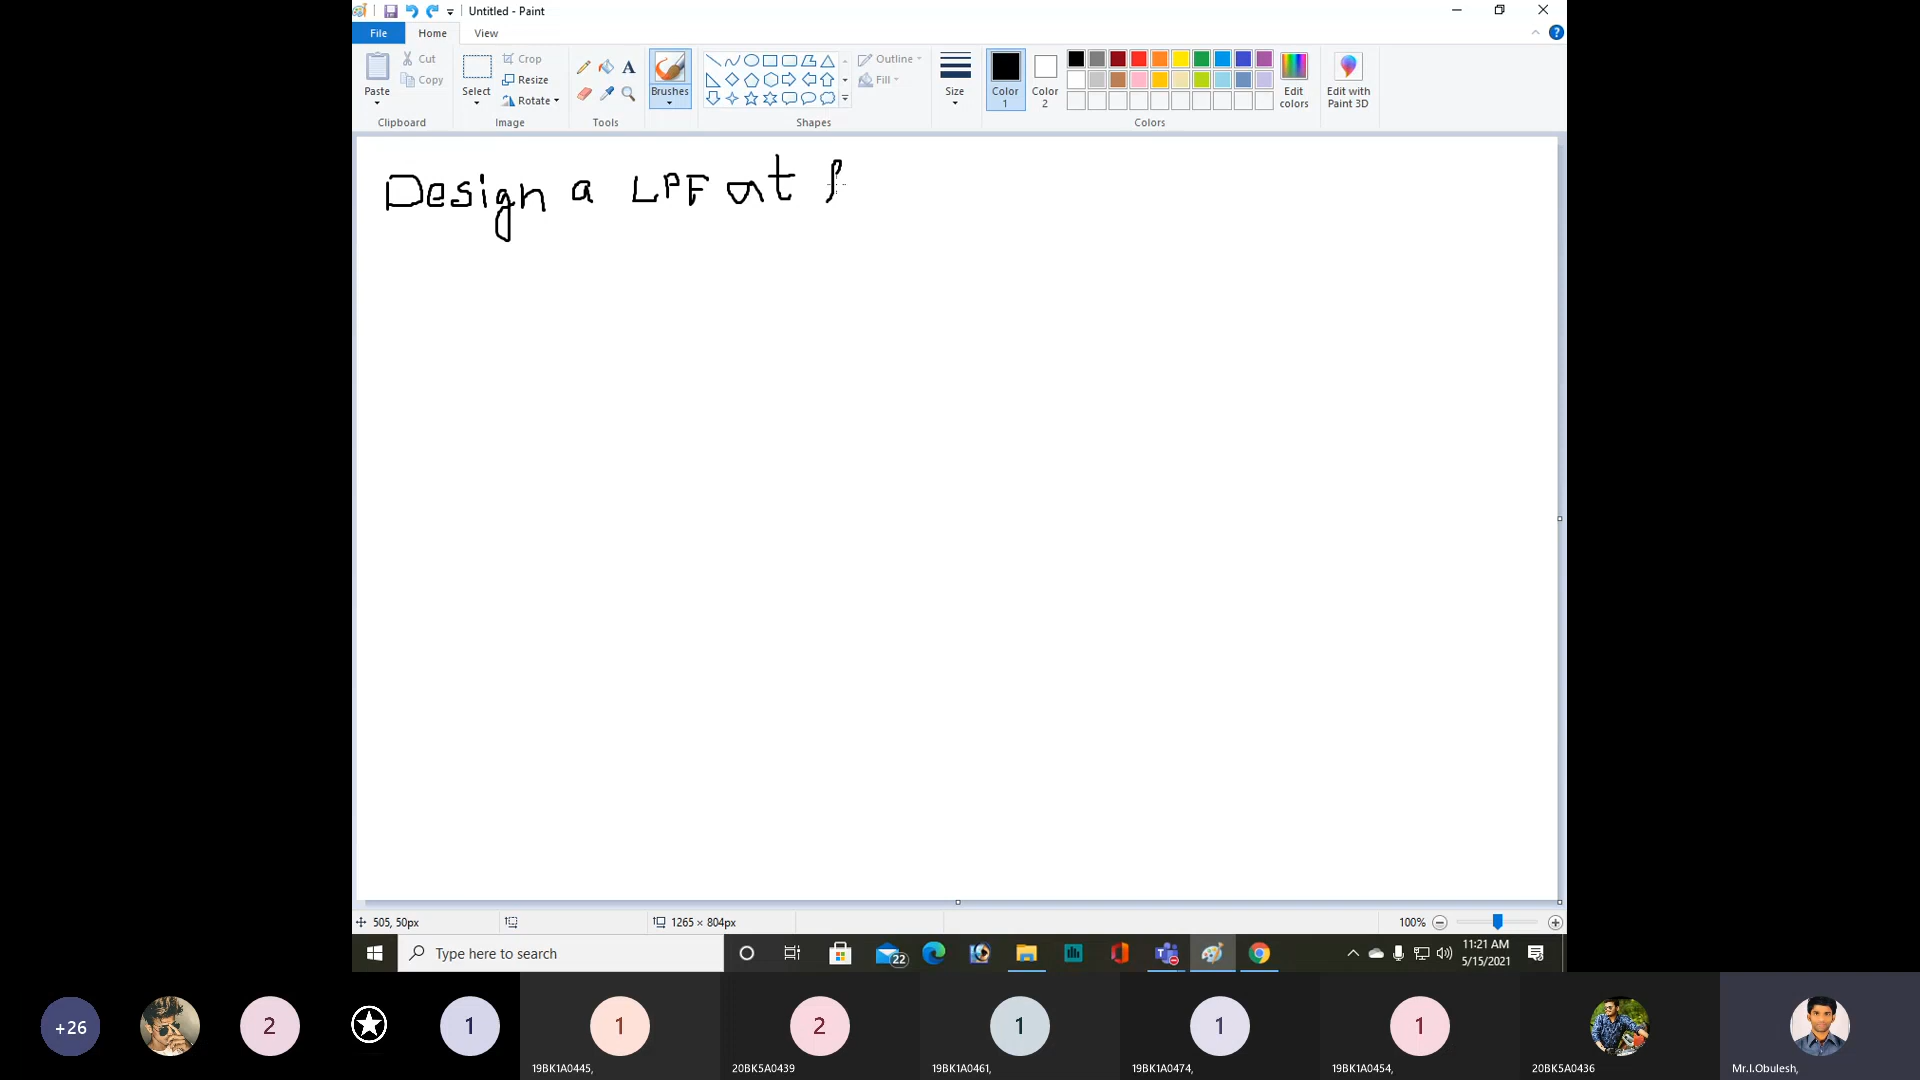 Untitled - Paint
File Home View
Paste Cut Copy Select Crop Resize Rotate Brushes Outline Fill Size Color 1 Color 2 Edit colors Edit with Paint 3D
Clipboard Image Tools Shapes Colors
Design a LPF at
505, 50px 1265 × 804px 100%
Type here to search 22 11:21 AM
5/15/2021
+26 2 1 1 2 1 1 1
19BK1A0445, 20BK5A0439 19BK1A0461, 19BK1A0474, 19BK1A0454, 20BK5A0436 Mr.I.Obulesh,